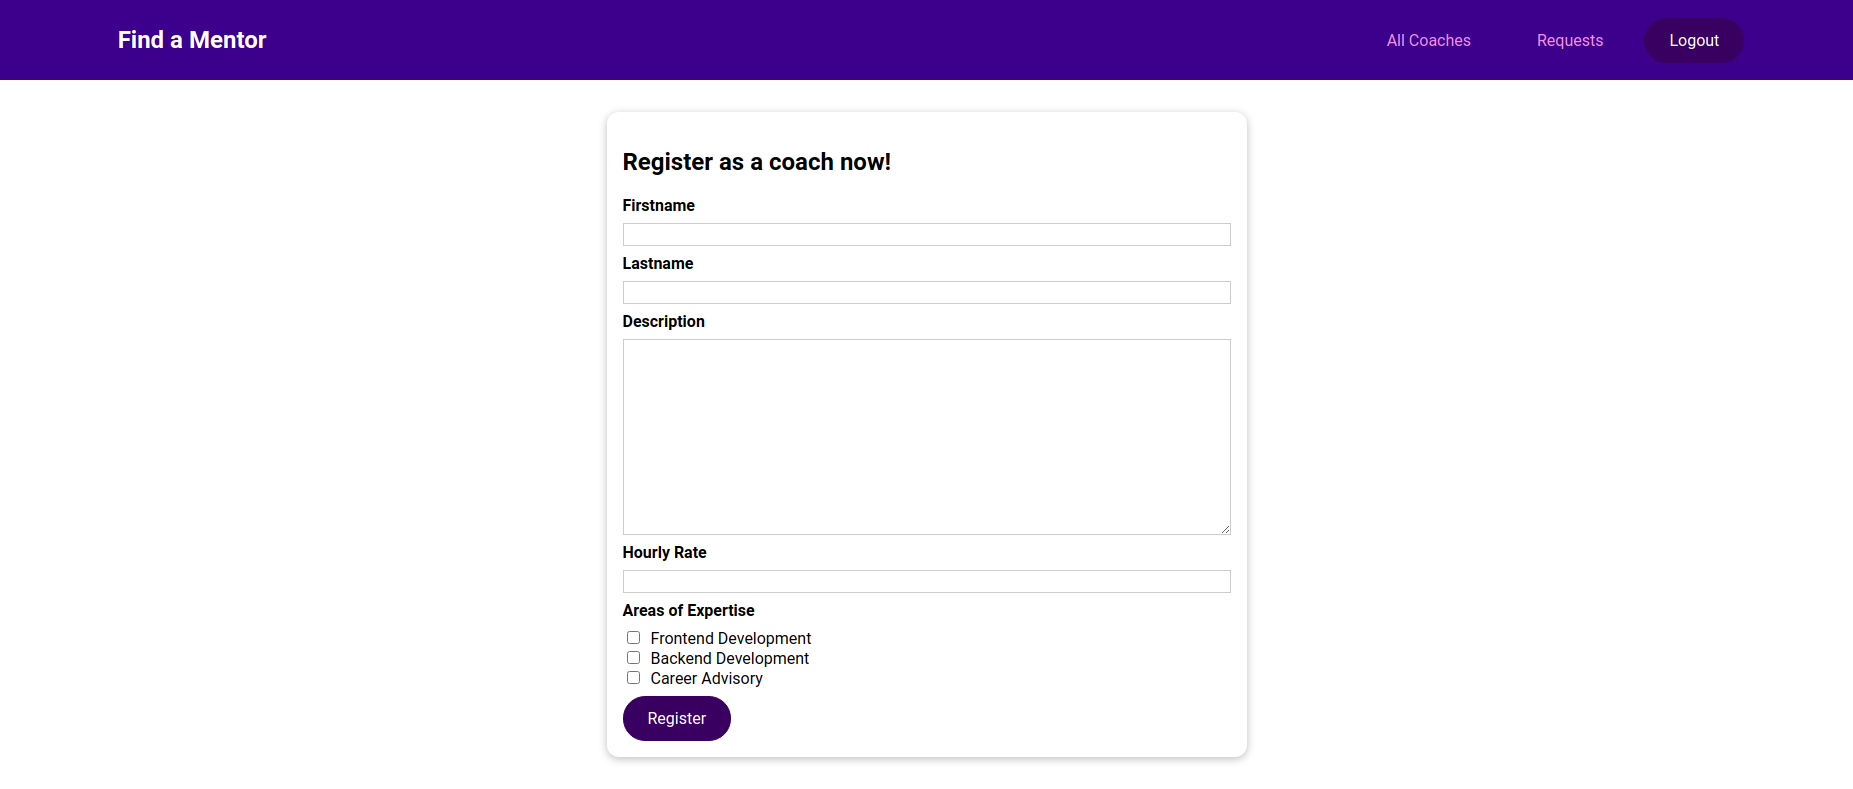 Find a Mentor
All Coaches
Requests
Logout
Register as a coach now!
Firstname
Lastname
Description
Hourly Rate
Areas of Expertise
Frontend Development
Backend Development
Career Advisory
Register